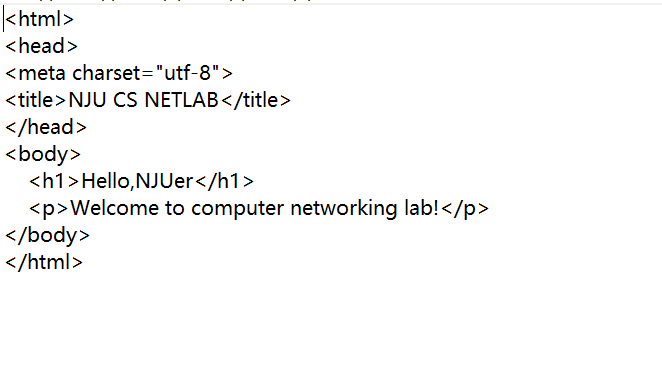 <html>
<head>
<meta charset="utf-8">
<title>NJU CS NETLAB</title>
</head>
<body>
    <h1>Hello,NJUer</h1>
    <p>Welcome to computer networking lab!</p>
</body>
</html>